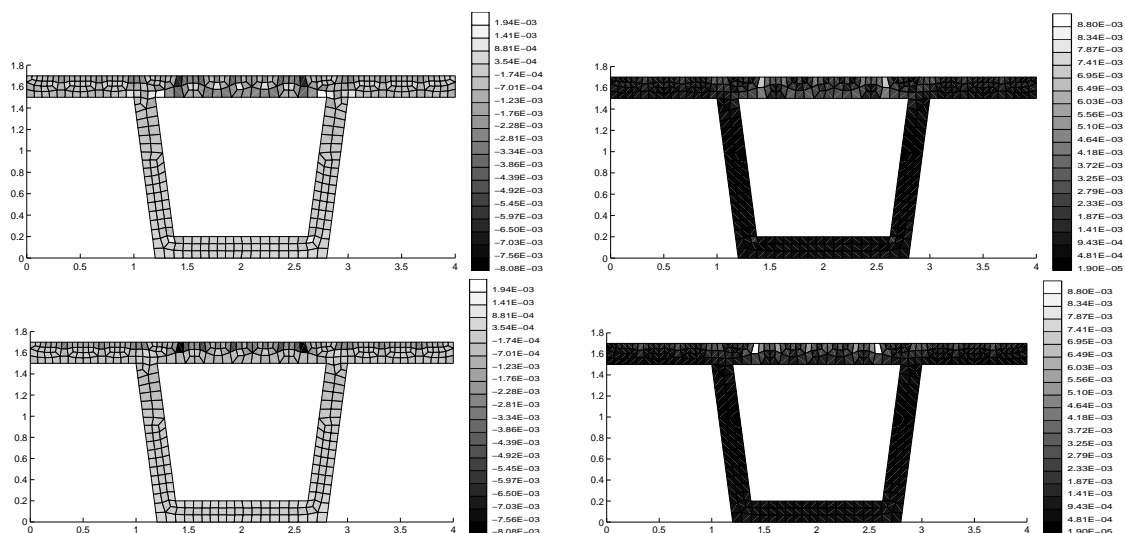 1.94E−03
1.41E−03
8.81E−04
3.54E−04
−1.74E−04
−7.01E−04
−1.23E−03
−1.76E−03
−2.28E−03
−2.81E−03
−3.34E−03
−3.86E−03
−4.39E−03
−4.92E−03
−5.45E−03
−5.97E−03
−6.50E−03
−7.03E−03
−7.56E−03
−8.08E−03
1.8
1.6
1.4
1.2
1
0.8
0.6
0.4
0.2
0
0 0.5 1 1.5 2 2.5 3 3.5 4
8.80E−03
8.34E−03
7.87E−03
7.41E−03
6.95E−03
6.49E−03
6.03E−03
5.56E−03
5.10E−03
4.64E−03
4.18E−03
3.72E−03
3.25E−03
2.79E−03
2.33E−03
1.87E−03
1.41E−03
9.43E−04
4.81E−04
1.90E−05
1.8
1.6
1.4
1.2
1
0.8
0.6
0.4
0.2
0
0 0.5 1 1.5 2 2.5 3 3.5 4
1.94E−03
1.41E−03
8.81E−04
3.54E−04
−1.74E−04
−7.01E−04
−1.23E−03
−1.76E−03
−2.28E−03
−2.81E−03
−3.34E−03
−3.86E−03
−4.39E−03
−4.92E−03
−5.45E−03
−5.97E−03
−6.50E−03
−7.03E−03
−7.56E−03
−8.08E−03
1.8
1.6
1.4
1.2
1
0.8
0.6
0.4
0.2
0
0 0.5 1 1.5 2 2.5 3 3.5 4
8.80E−03
8.34E−03
7.87E−03
7.41E−03
6.95E−03
6.49E−03
6.03E−03
5.56E−03
5.10E−03
4.64E−03
4.18E−03
3.72E−03
3.25E−03
2.79E−03
2.33E−03
1.87E−03
1.41E−03
9.43E−04
4.81E−04
1.90E−05
1.8
1.6
1.4
1.2
1
0.8
0.6
0.4
0.2
0
0 0.5 1 1.5 2 2.5 3 3.5 4